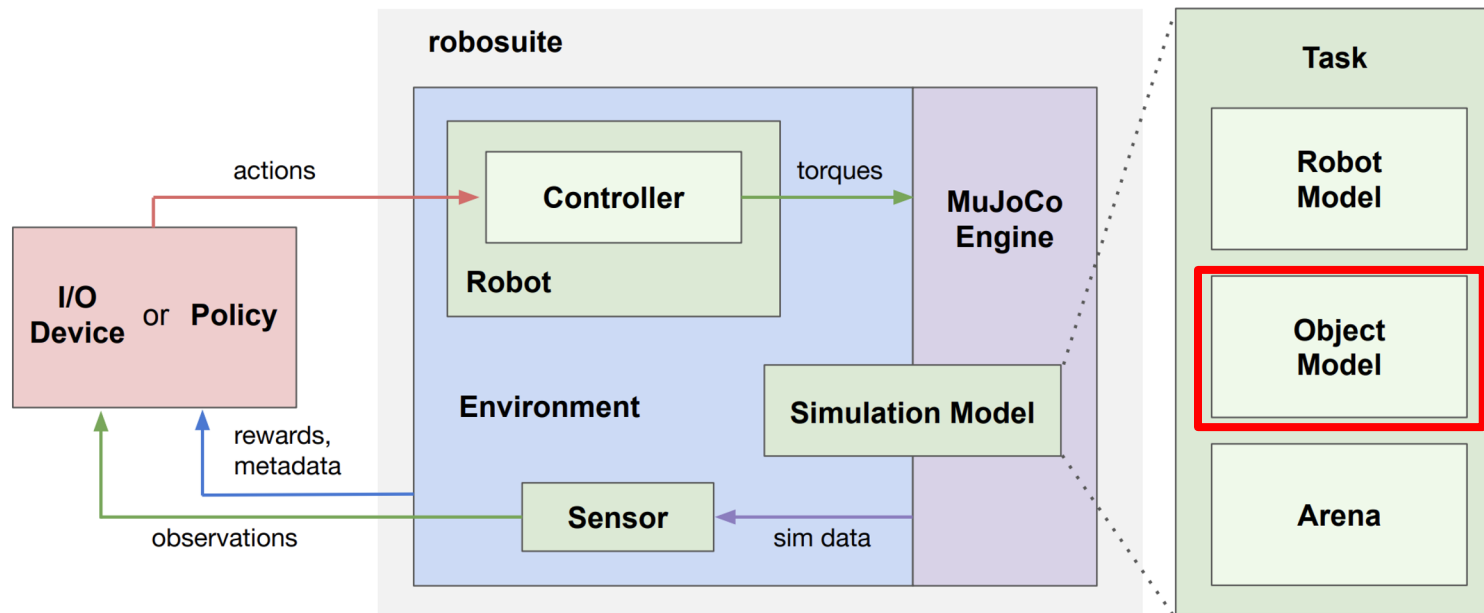 robosuite
Task
Robot
Model
actions
Controller
torques
MuJoCo
Engine
Robot
I/O
Device or Policy
Object
Model
Environment
Simulation Model
rewards,
metadata
Sensor
Arena
observations
sim data